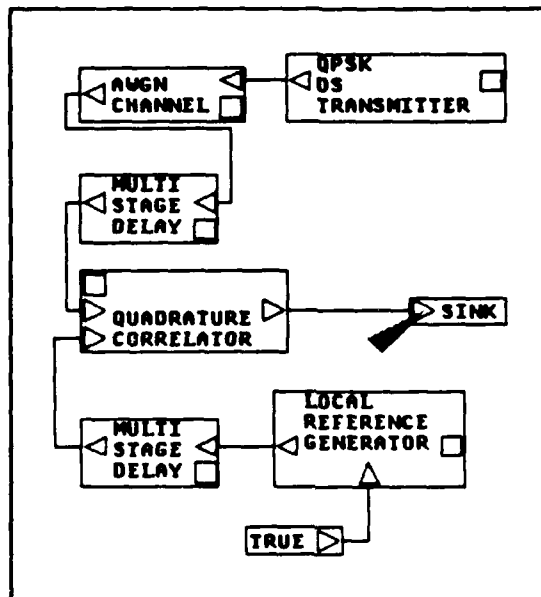 AWGN
CHANNEL
QPSK
DS
TRANSMITTER
MULTI
STAGE
DELAY
QUADRATURE
CORRELATOR
SINK
MULTI
STAGE
DELAY
LOCAL
REFERENCE
GENERATOR
TRUE